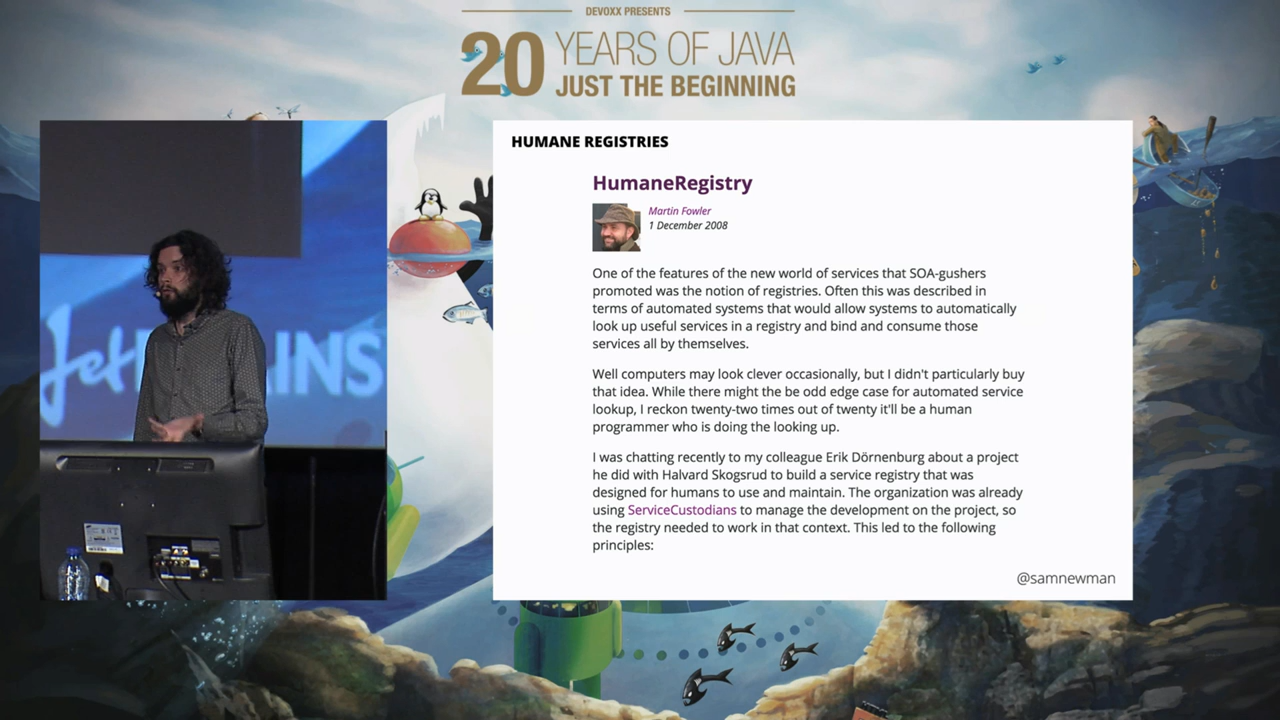 DEVOXX PRESENTS
20 YEARS OF JAVA
JUST THE BEGINNING
HUMANE REGISTRIES
HumaneRegistry
Martin Fowler
1 December 2008
One of the features of the new world of services that SOA-gushers
promoted was the notion of registries. Often this was described in
terms of automated systems that would allow systems to automatically
look up useful services in a registry and bind and consume those
services all by themselves.
Well computers may look clever occasionally, but I didn't particularly buy
that idea. While there might the be odd edge case for automated service
lookup, I reckon twenty-two times out of twenty it'll be a human
programmer who is doing the looking up.
I was chatting recently to my colleague Erik Dörnenburg about a project
he did with Halvard Skogsrud to build a service registry that was
designed for humans to use and maintain. The organization was already
using ServiceCustodians to manage the development on the project, so
the registry needed to work in that context. This led to the following
principles:
@samnewman